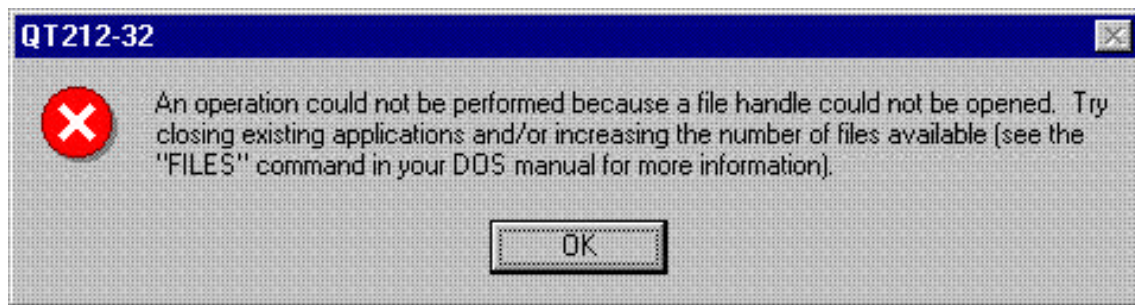 QT212-32
An operation could not be performed because a file handle could not be opened.  Try
closing existing applications and/or increasing the number of files available (see the
"FILES" command in your DOS manual for more information).
OK